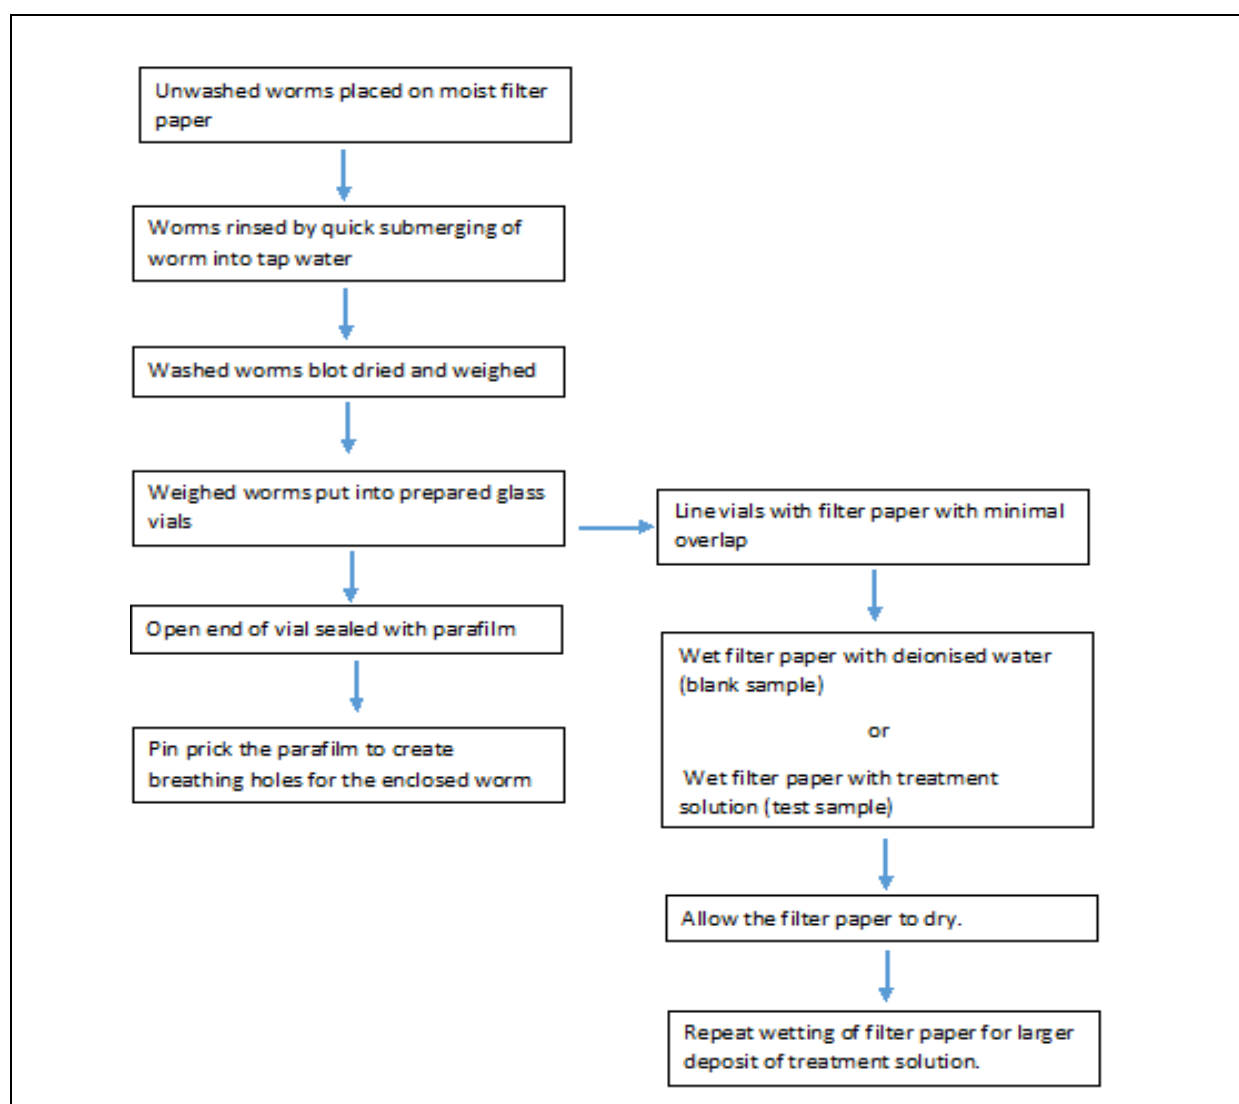 Unwashed worms placed on moist filter
paper
Worms rinsed by quick submerging of
worm into tap water
Washed worms blot dried and weighed
Weighed worms put into prepared glass
vials
Open end of vial sealed with parafilm
Pin prick the parafilm to create
breathing holes for the enclosed worm
Line vials with filter paper with minimal
overlap
Wet filter paper with deionised water
(blank sample)
or
Wet filter paper with treatment
solution (test sample)
Allow the filter paper to dry.
Repeat wetting of filter paper for larger
deposit of treatment solution.